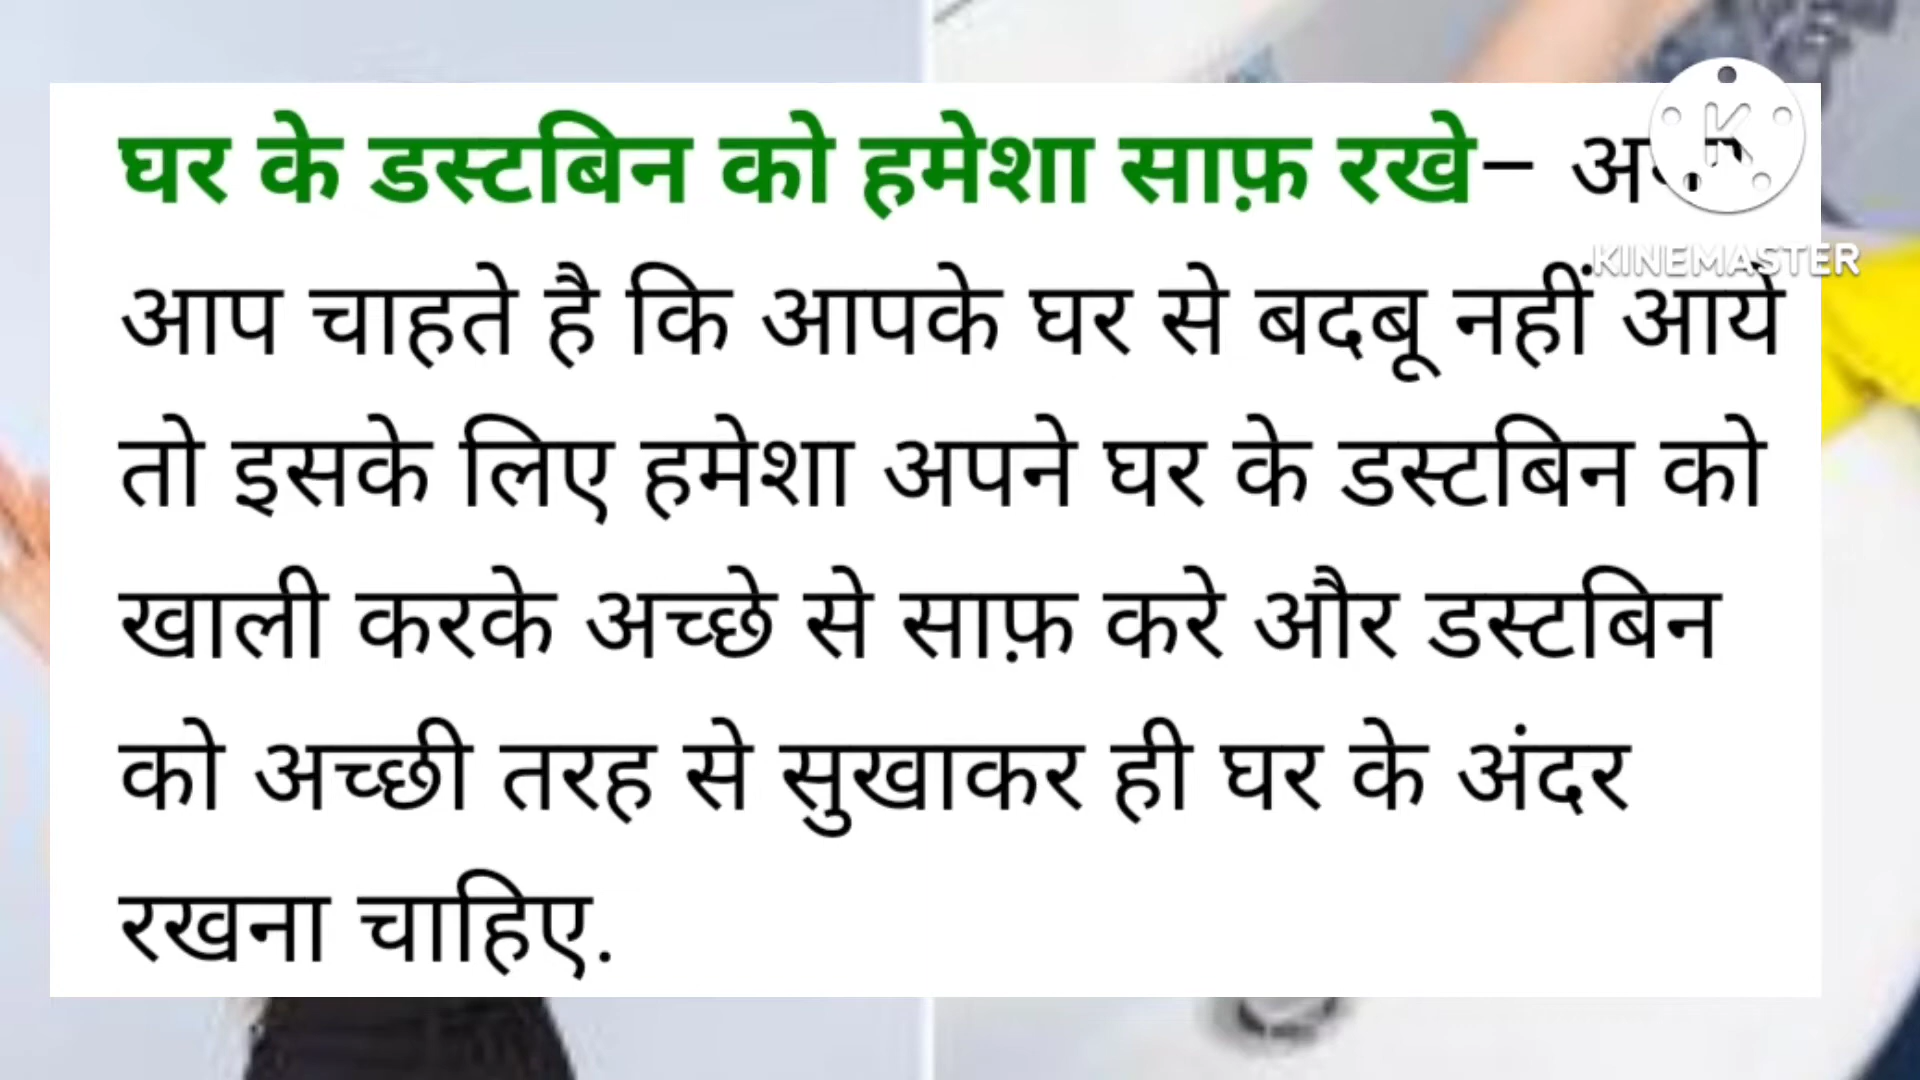 घर के डस्टबिन को हमेशा साफ़ रखे–
आप चाहते है कि आपके घर से बदबू नहीं आये
तो इसके लिए हमेशा अपने घर के डस्टबिन को
खाली करके अच्छे से साफ़ करे और डस्टबिन
को अच्छी तरह से सुखाकर ही घर के अंदर
रखना चाहिए.
K
KINEMASTER